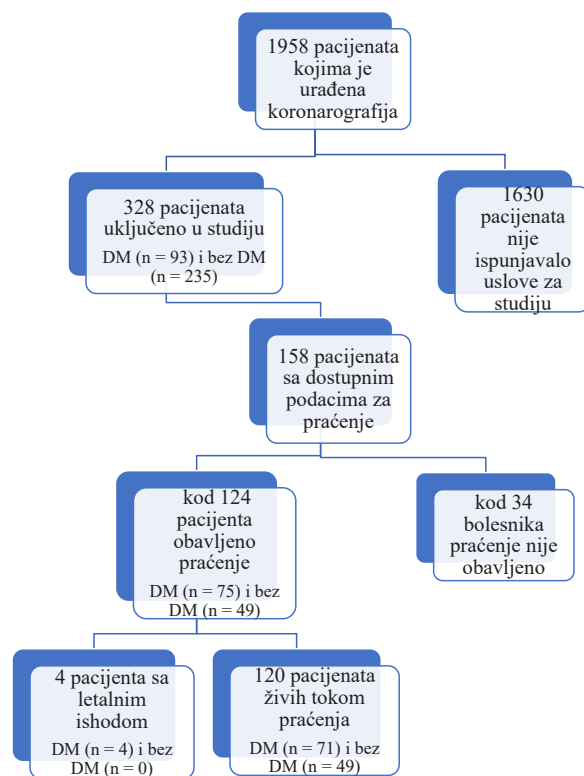 1958 pacijenata
kojima je
urađena
koronarografija
328 pacijenata
uključeno u studiju
DM (n = 93) i bez DM
(n = 235)
1630
pacijenata
nije
ispunjavalo
uslove za
studiju
158 pacijenata
sa dostupnim
podacima za
praćenje
kod 124
pacijenta
obavljeno
praćenje
DM (n = 75) i bez
DM (n = 49)
kod 34
bolesnika
praćenje nije
obavljeno
4 pacijenta sa
letalnim
ishodom
DM (n = 4) i bez
DM (n = 0)
120 pacijenata
živih tokom
praćenja
DM (n = 71) i bez
DM (n = 49)